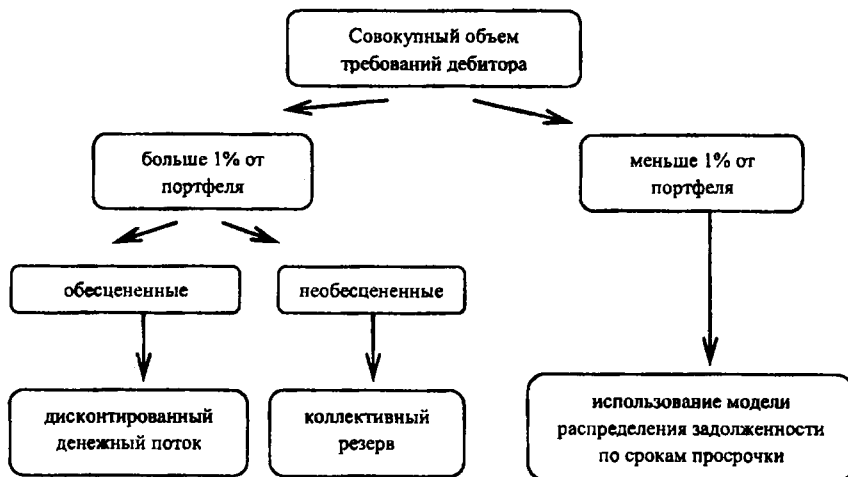 Совокупный объем
требований дебитора
больше 1% от
портфеля
меньше 1% от
портфеля
обесцененные
необесцененные
дисконтированный
денежный поток
коллективный
резерв
использование модели
распределения задолженности
по срокам просрочки